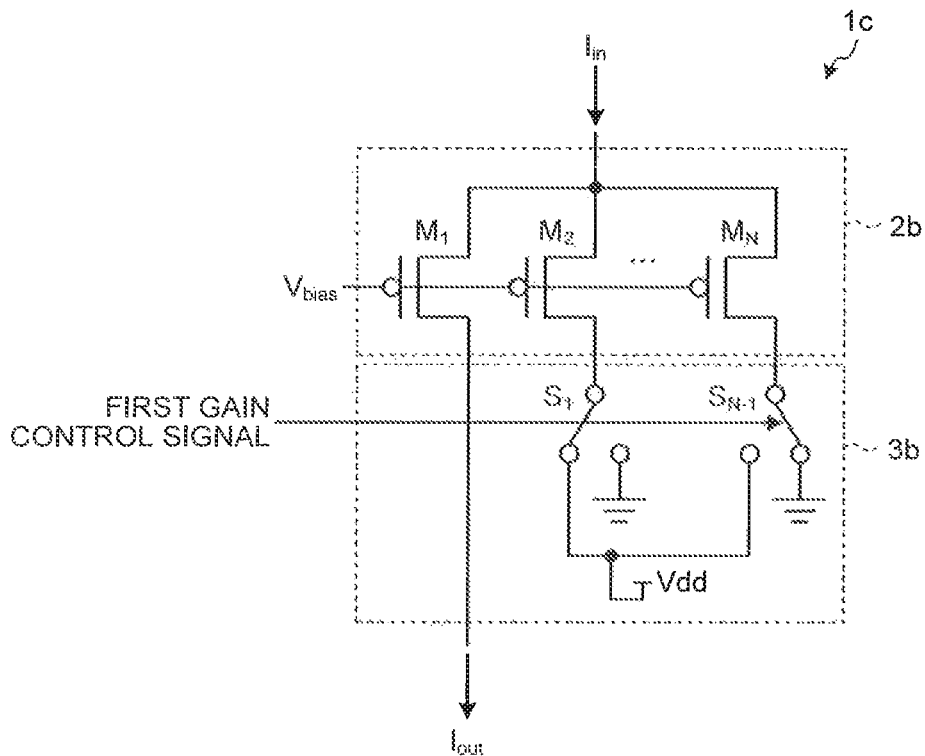 1c
I_in
M_1 M_2 ... M_N
2b
V_bias
S_1 S_N-1
FIRST GAIN
CONTROL SIGNAL
3b
Vdd
I_out